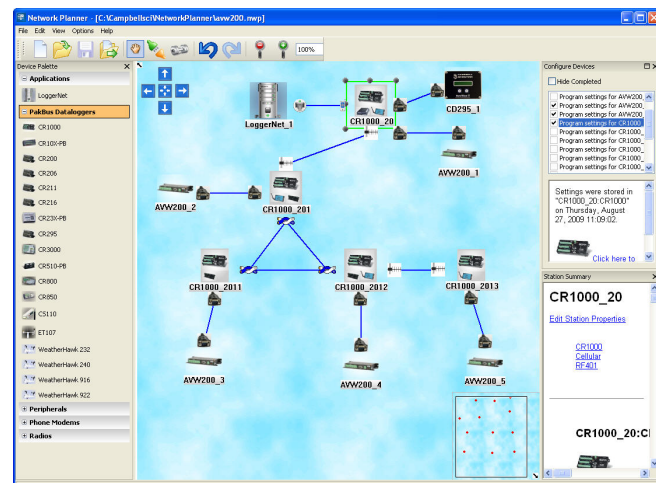 Network Planner - [C:\Campbellsci\NetworkPlanner\avw200.nwp]
File Edit View Options Help
100%
Device Palette
Applications
LoggerNet
PakBus Dataloggers
CR1000
CR10X-PB
CR200
CR206
CR211
CR216
CR23X-PB
CR295
CR3000
CR510-PB
CR800
CR850
CS110
ET107
WeatherHawk 232
WeatherHawk 240
WeatherHawk 916
WeatherHawk 922
Peripherals
Phone Modems
Radios
LoggerNet_1
CR1000_20
CD295_1
AVW200_1
AVW200_2
CR1000_201
CR1000_2011
CR1000_2012
CR1000_2013
AVW200_3
AVW200_4
AVW200_5
Configure Devices
Hide Completed
Program settings for AVW200_
Program settings for AVW200_
Program settings for AVW200_
Program settings for CR1000
Program settings for CR1000_
Program settings for CR1000_
Program settings for CR1000_
Program settings for CR1000_
Settings were stored in
"CR1000_20:CR1000"
on Thursday, August
27, 2009 11:09:02.
Click here to
Station Summary
CR1000_20
Edit Station Properties
CR1000
Cellular
RF401
CR1000_20:C